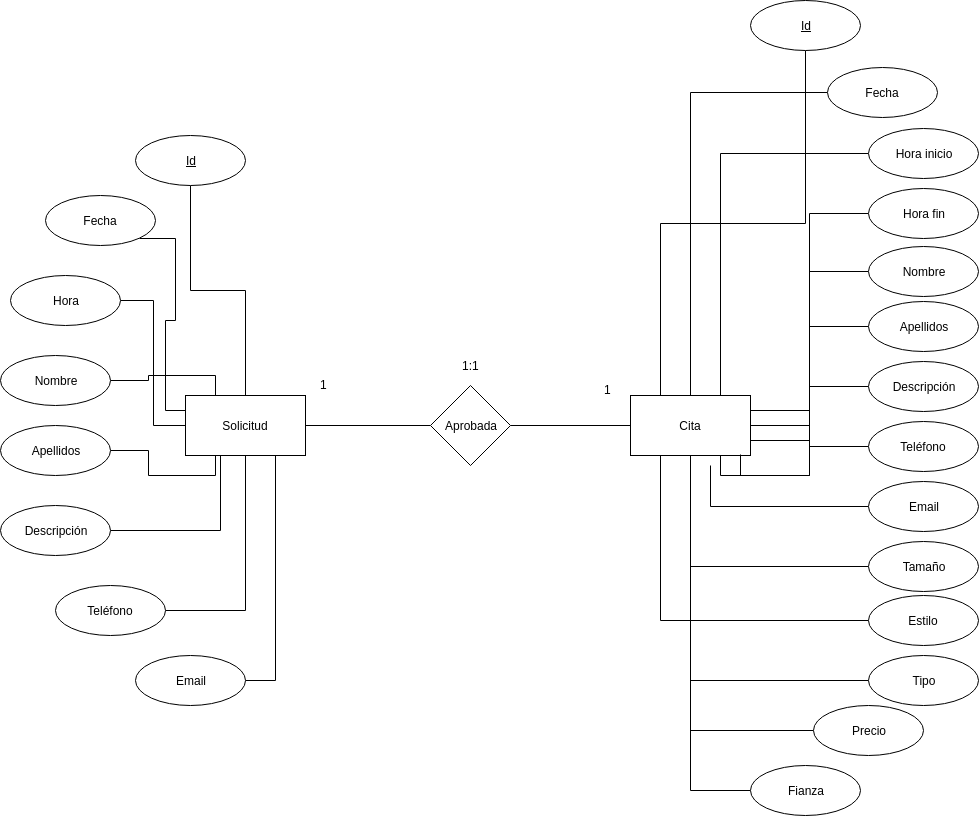 Id
Fecha
Hora
Nombre
Apellidos
Descripción
Teléfono
Email
Solicitud
1
1:1
Aprobada
1
Cita
Id
Fecha
Hora inicio
Hora fin
Nombre
Apellidos
Descripción
Teléfono
Email
Tamaño
Estilo
Tipo
Precio
Fianza